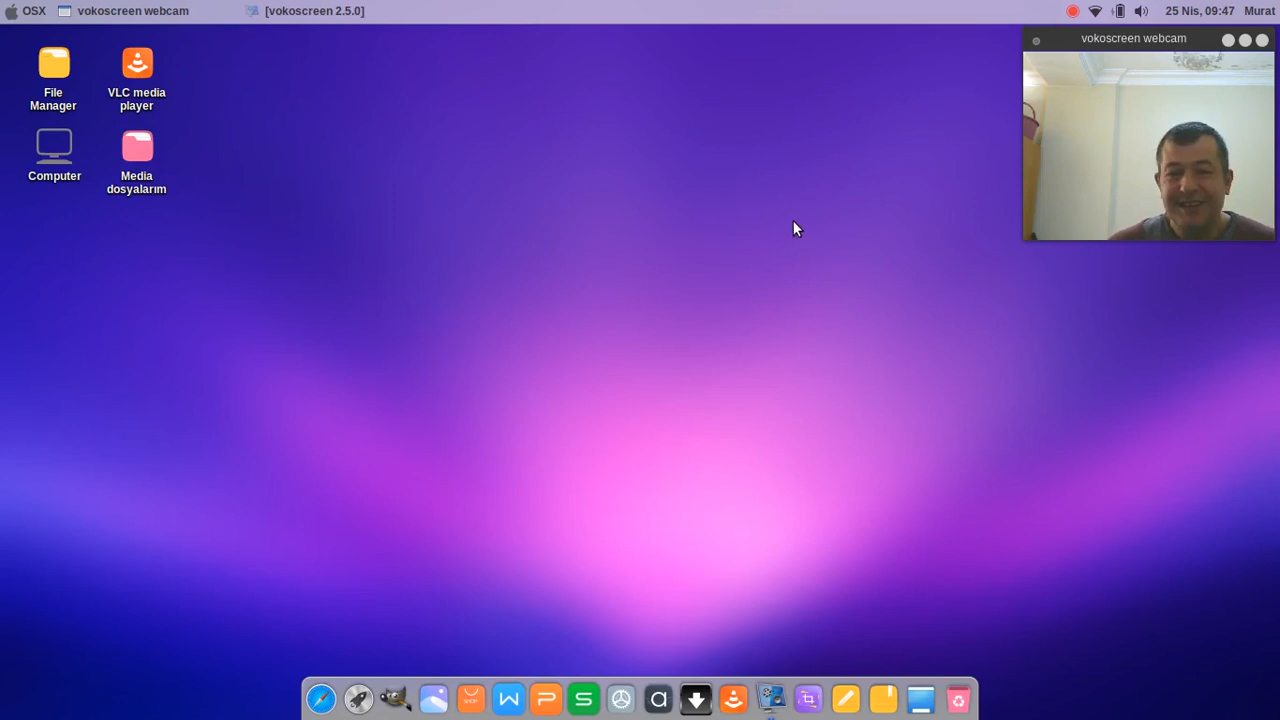 OSX vokoscreen webcam [vokoscreen 2.5.0] 25 Nis, 09:47 Murat
vokoscreen webcam
File
Manager
VLC media
player
Computer
Media
dosyalarım
SHOP
W
P
S
a